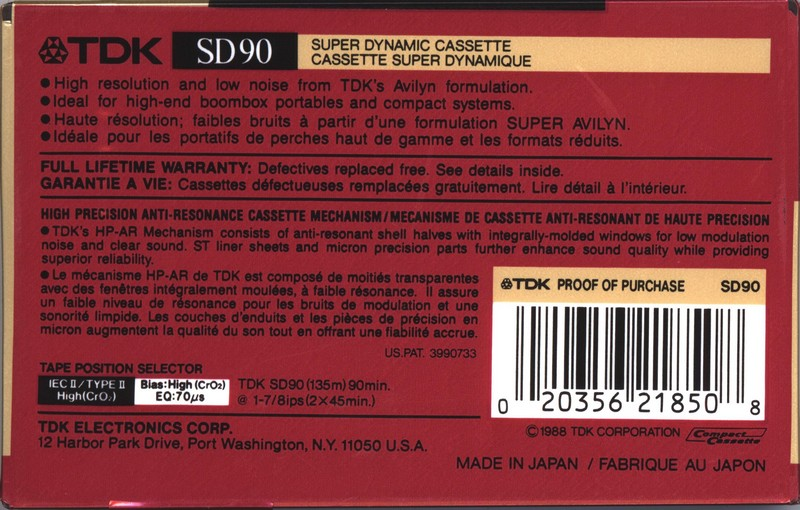 TDK SD90 SUPER DYNAMIC CASSETTE
CASSETTE SUPER DYNAMIQUE
• High resolution and low noise from TDK's Avilyn formulation.
• Ideal for high-end boombox portables and compact systems.
• Haute résolution; faibles bruits à partir d'une formulation SUPER AVILYN.
• Idéale pour les portatifs de perches haut de gamme et les formats réduits.
FULL LIFETIME WARRANTY: Defectives replaced free. See details inside.
GARANTIE A VIE: Cassettes défectueuses remplacées gratuitement. Lire détail à l'intérieur.
HIGH PRECISION ANTI-RESONANCE CASSETTE MECHANISM/MECANISME DE CASSETTE ANTI-RESONANT DE HAUTE PRECISION
• TDK's HP-AR Mechanism consists of anti-resonant shell halves with integrally-molded windows for low modulation
noise and clear sound. ST liner sheets and micron precision parts further enhance sound quality while providing
superior reliability.
• Le mécanisme HP-AR de TDK est composé de moitiés transparentes
avec des fenêtres intégralement moulées, à faible résonance. Il assure
un faible niveau de résonance pour les bruits de modulation et une
sonorité limpide. Les couches d'enduits et les pièces de précision en
micron augmentent la qualité du son tout en offrant une fiabilité accrue.
US.PAT. 3990733
TAPE POSITION SELECTOR
IEC II/TYPE II
High(CrO₂)
Bias:High (CrO₂)
EQ:70µs
TDK SD90(135m) 90min.
@ 1-7/8ips(2×45min.)
TDK ELECTRONICS CORP.
12 Harbor Park Drive, Port Washington, N.Y. 11050 U.S.A.
TDK PROOF OF PURCHASE SD90
0 20356 21850 8
©1988 TDK CORPORATION Compact Cassette
MADE IN JAPAN / FABRIQUE AU JAPON